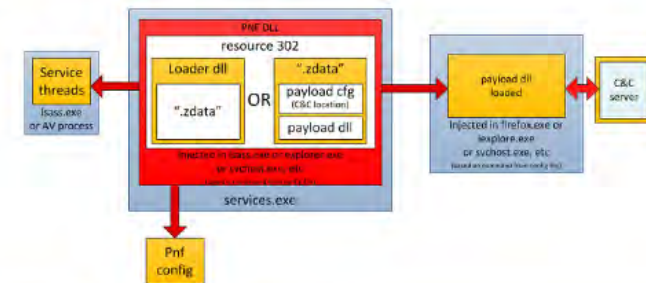 PNF DLL
resource 302
Loader dll
".zdata"
OR
".zdata"
payload cfg
(C&C location)
payload dll
Injected in lsass.exe or explorer.exe
or svchost.exe, etc
services.exe
Service
threads
lsass.exe
or AV process
payload dll
loaded
Injected in firefox.exe or
iexplore.exe
or svchost.exe, etc
C&C
server
Pnf
config